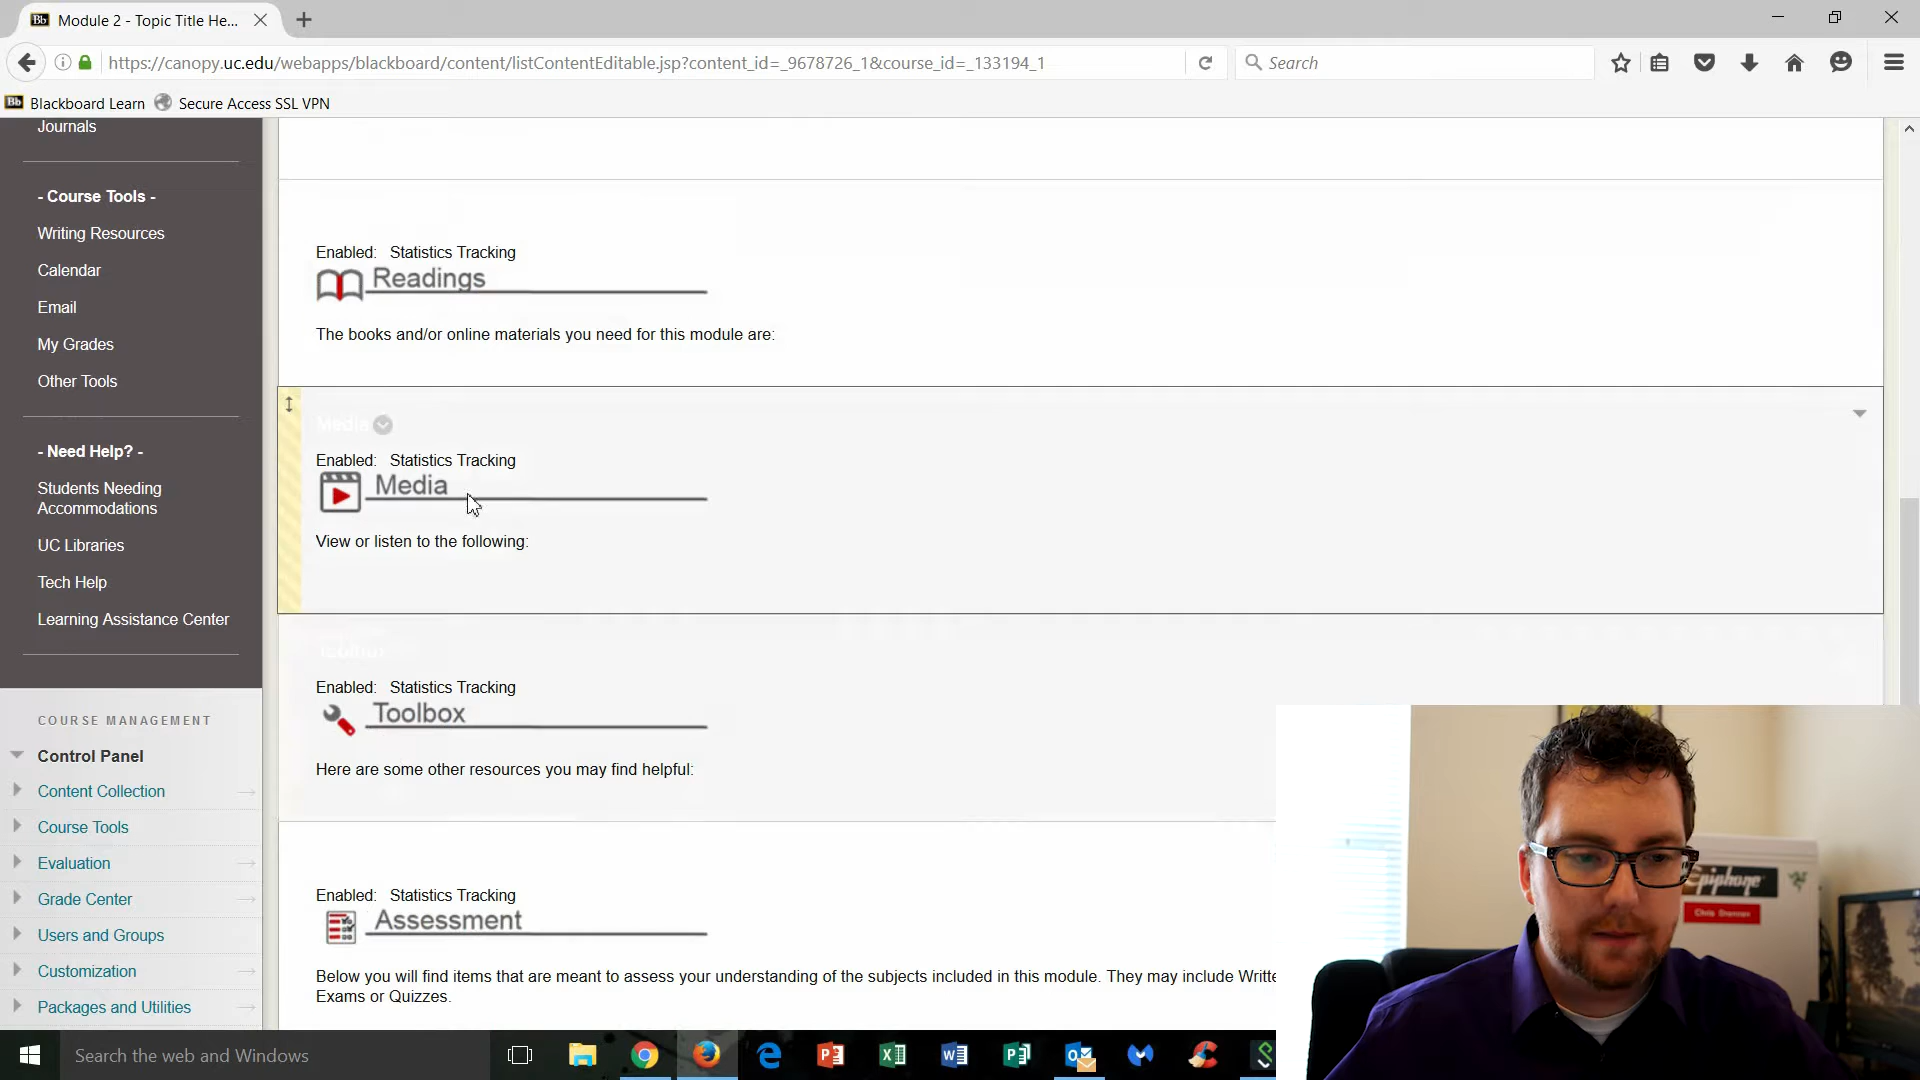 Module 2 - Topic Title He...
https://canopy.uc.edu/webapps/blackboard/content/listContentEditable.jsp?content_id=_9678726_1&course_id=_133194_1
Search
Blackboard Learn
Secure Access SSL VPN
Journals
- Course Tools -
Writing Resources
Calendar
Email
My Grades
Other Tools
- Need Help? -
Students Needing
Accommodations
UC Libraries
Tech Help
Learning Assistance Center
COURSE MANAGEMENT
Control Panel
Content Collection
Course Tools
Evaluation
Grade Center
Users and Groups
Customization
Packages and Utilities
Enabled: Statistics Tracking
Readings
The books and/or online materials you need for this module are:
Media
Enabled: Statistics Tracking
Media
View or listen to the following:
Toolbox
Enabled: Statistics Tracking
Toolbox
Here are some other resources you may find helpful:
Enabled: Statistics Tracking
Assessment
Below you will find items that are meant to assess your understanding of the subjects included in this module. They may include Writte
Exams or Quizzes.
Epiphone
Search the web and Windows